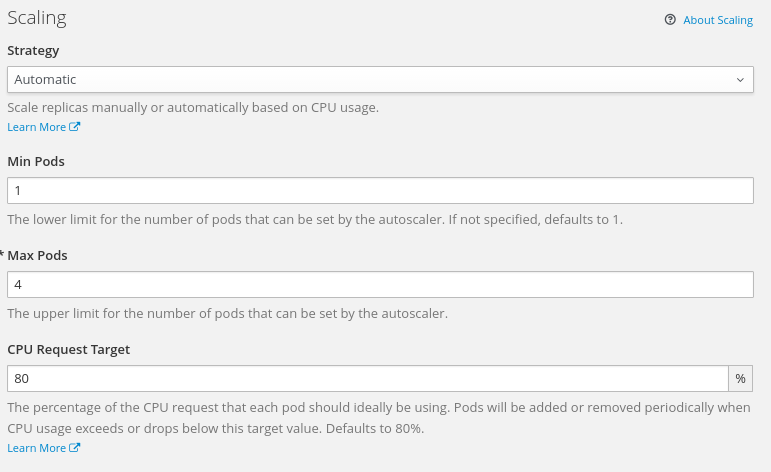 Scaling
About Scaling
Strategy
Automatic
Scale replicas manually or automatically based on CPU usage.
Learn More
Min Pods
1
The lower limit for the number of pods that can be set by the autoscaler. If not specified, defaults to 1.
* Max Pods
4
The upper limit for the number of pods that can be set by the autoscaler.
CPU Request Target
80 %
The percentage of the CPU request that each pod should ideally be using. Pods will be added or removed periodically when
CPU usage exceeds or drops below this target value. Defaults to 80%.
Learn More